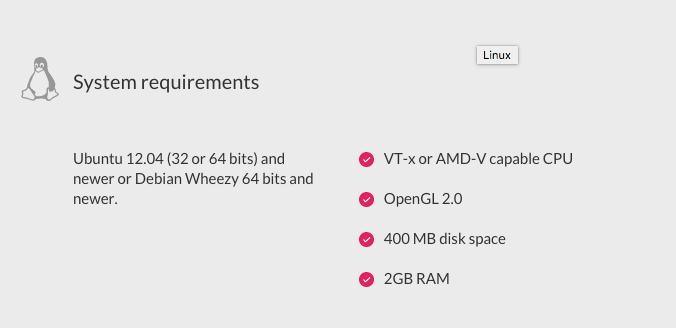 Linux
System requirements
Ubuntu 12.04 (32 or 64 bits) and
newer or Debian Wheezy 64 bits and
newer.
VT-x or AMD-V capable CPU
OpenGL 2.0
400 MB disk space
2GB RAM